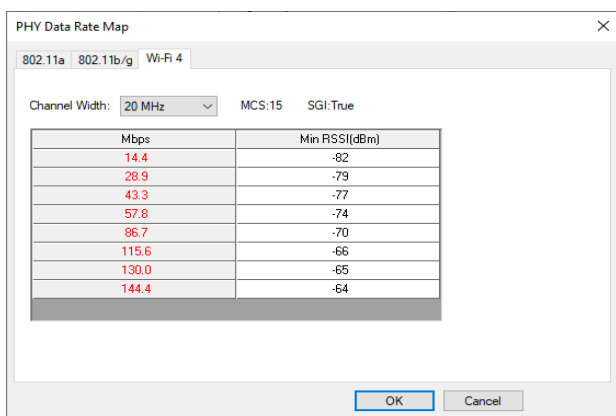 PHY Data Rate Map
802.11a 802.11b/g Wi-Fi 4
Channel Width: 20 MHz MCS:15 SGI:True
Mbps Min RSSI(dBm)
14.4 -82
28.9 -79
43.3 -77
57.8 -74
86.7 -70
115.6 -66
130.0 -65
144.4 -64
OK Cancel